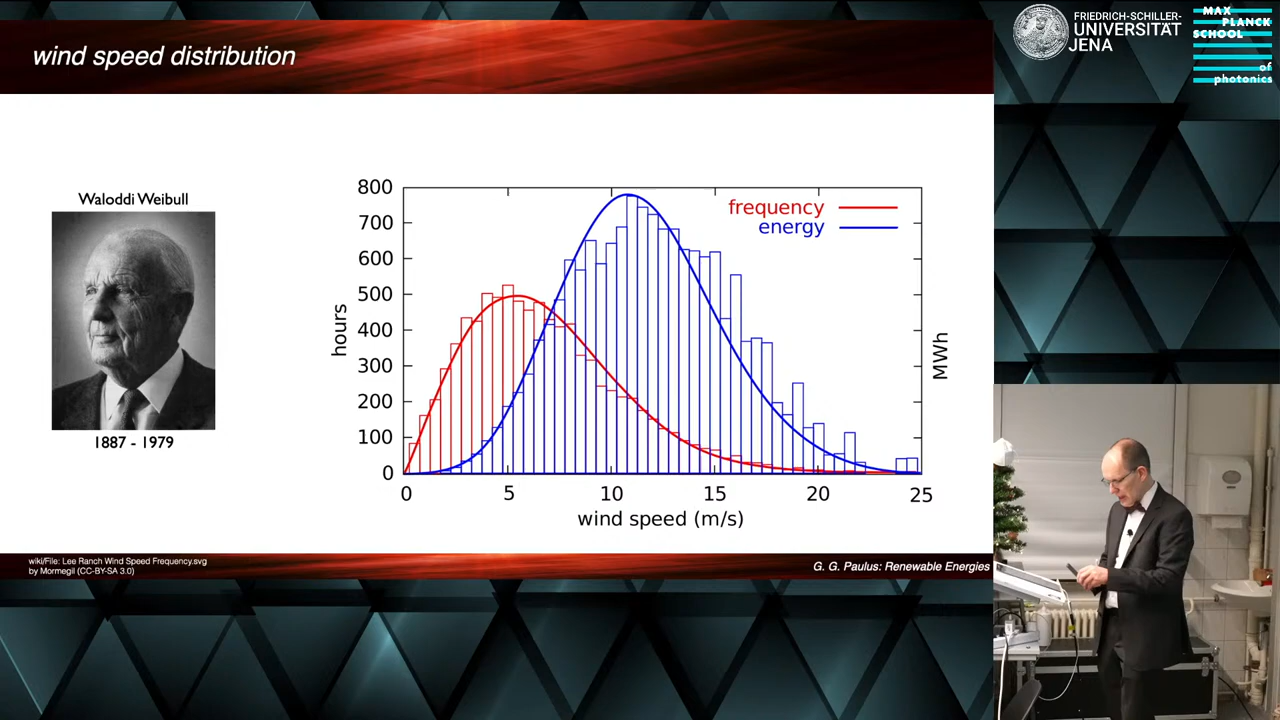 wind speed distribution
FRIEDRICH-SCHILLER-
UNIVERSITÄT
JENA
MAX
PLANCK
SCHOOL
of
photonics
Waloddi Weibull
1887 - 1979
800
700
600
500
400
300
200
100
0
hours
frequency
energy
MWh
0 5 10 15 20 25
wind speed (m/s)
wiki/File: Lee Ranch Wind Speed Frequency.svg
by Mormegil (CC-BY-SA 3.0)
G. G. Paulus: Renewable Energies